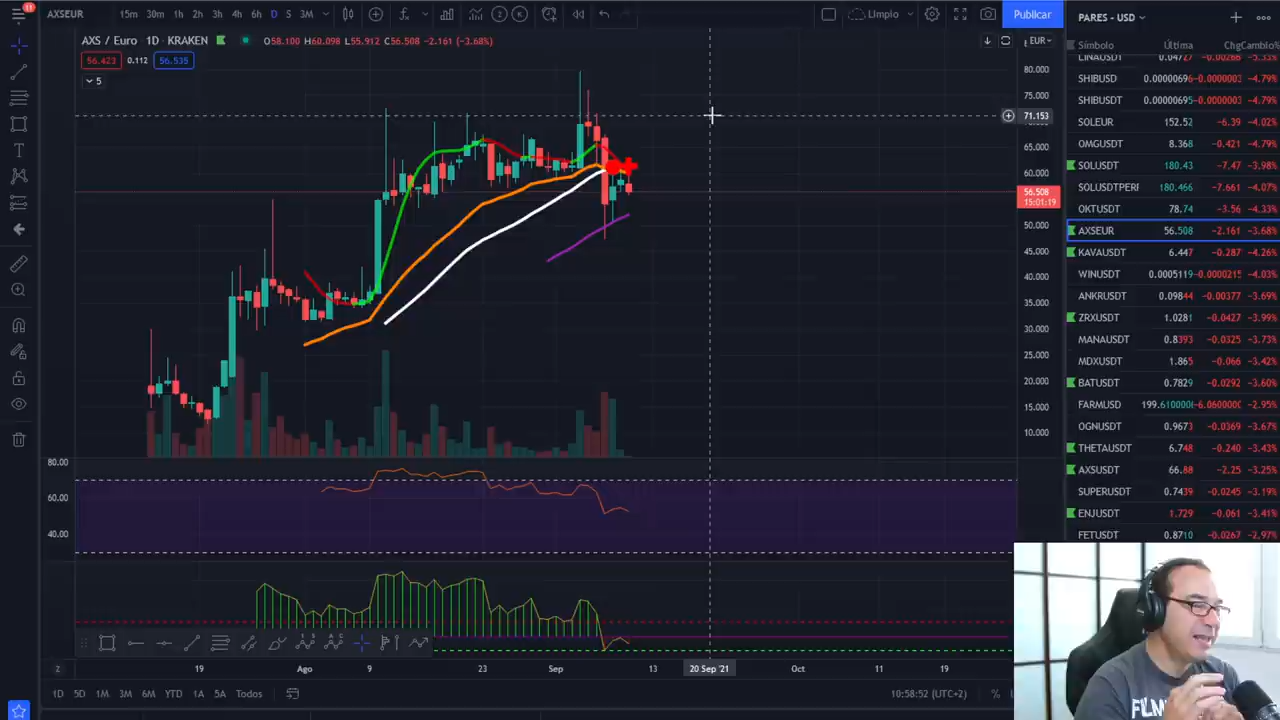 11
AXSEUR
15m 30m 1h 2h 3h 4h 6h D S 3M
Limpio
Publicar
PARES - USD
AXS / Euro · 1D · KRAKEN
O58.100 H60.098 L55.912 C56.508 −2.161 (−3.68%)
56.423 0.112 56.535
5
EUR
80.000
75.000
71.153
65.000
60.000
56.508
15:01:19
50.000
45.000
40.000
35.000
30.000
25.000
20.000
15.000
10.000
80.00
60.00
40.00
Símbolo Última Chg Cambio%
LINAUSDT 0.04727 −0.00266 −5.33%
SHIBUSD 0.00000696 −0.0000003 −4.79%
SHIBUSDT 0.00000695 −0.0000003 −4.79%
SOLEUR 152.52 −6.39 −4.02%
OMGUSDT 8.368 −0.421 −4.79%
SOLUSDT 180.43 −7.47 −3.98%
SOLUSDTPERP 180.466 −7.661 −4.07%
OKTUSDT 78.74 −3.56 −4.33%
AXSEUR 56.508 −2.161 −3.68%
KAVAUSDT 6.447 −0.287 −4.26%
WINUSDT 0.0005119 −0.0000215 −4.03%
ANKRUSDT 0.09844 −0.00377 −3.69%
ZRXUSDT 1.0281 −0.0427 −3.99%
MANAUSDT 0.8393 −0.0325 −3.73%
MDXUSDT 1.865 −0.066 −3.42%
BATUSDT 0.7829 −0.0292 −3.60%
FARMUSD 199.610000 −6.0600000 −2.95%
OGNUSDT 0.9673 −0.0369 −3.67%
THETAUSDT 6.748 −0.240 −3.43%
AXSUSDT 66.88 −2.25 −3.25%
SUPERUSDT 0.7439 −0.0245 −3.19%
ENJUSDT 1.729 −0.061 −3.41%
FETUSDT 0.8710 −0.0267 −2.97%
19 Ago 9 23 Sep 13 20 Sep '21 Oct 11 19
1D 5D 1M 3M 6M YTD 1A 5A Todos
10:58:52 (UTC+2) %